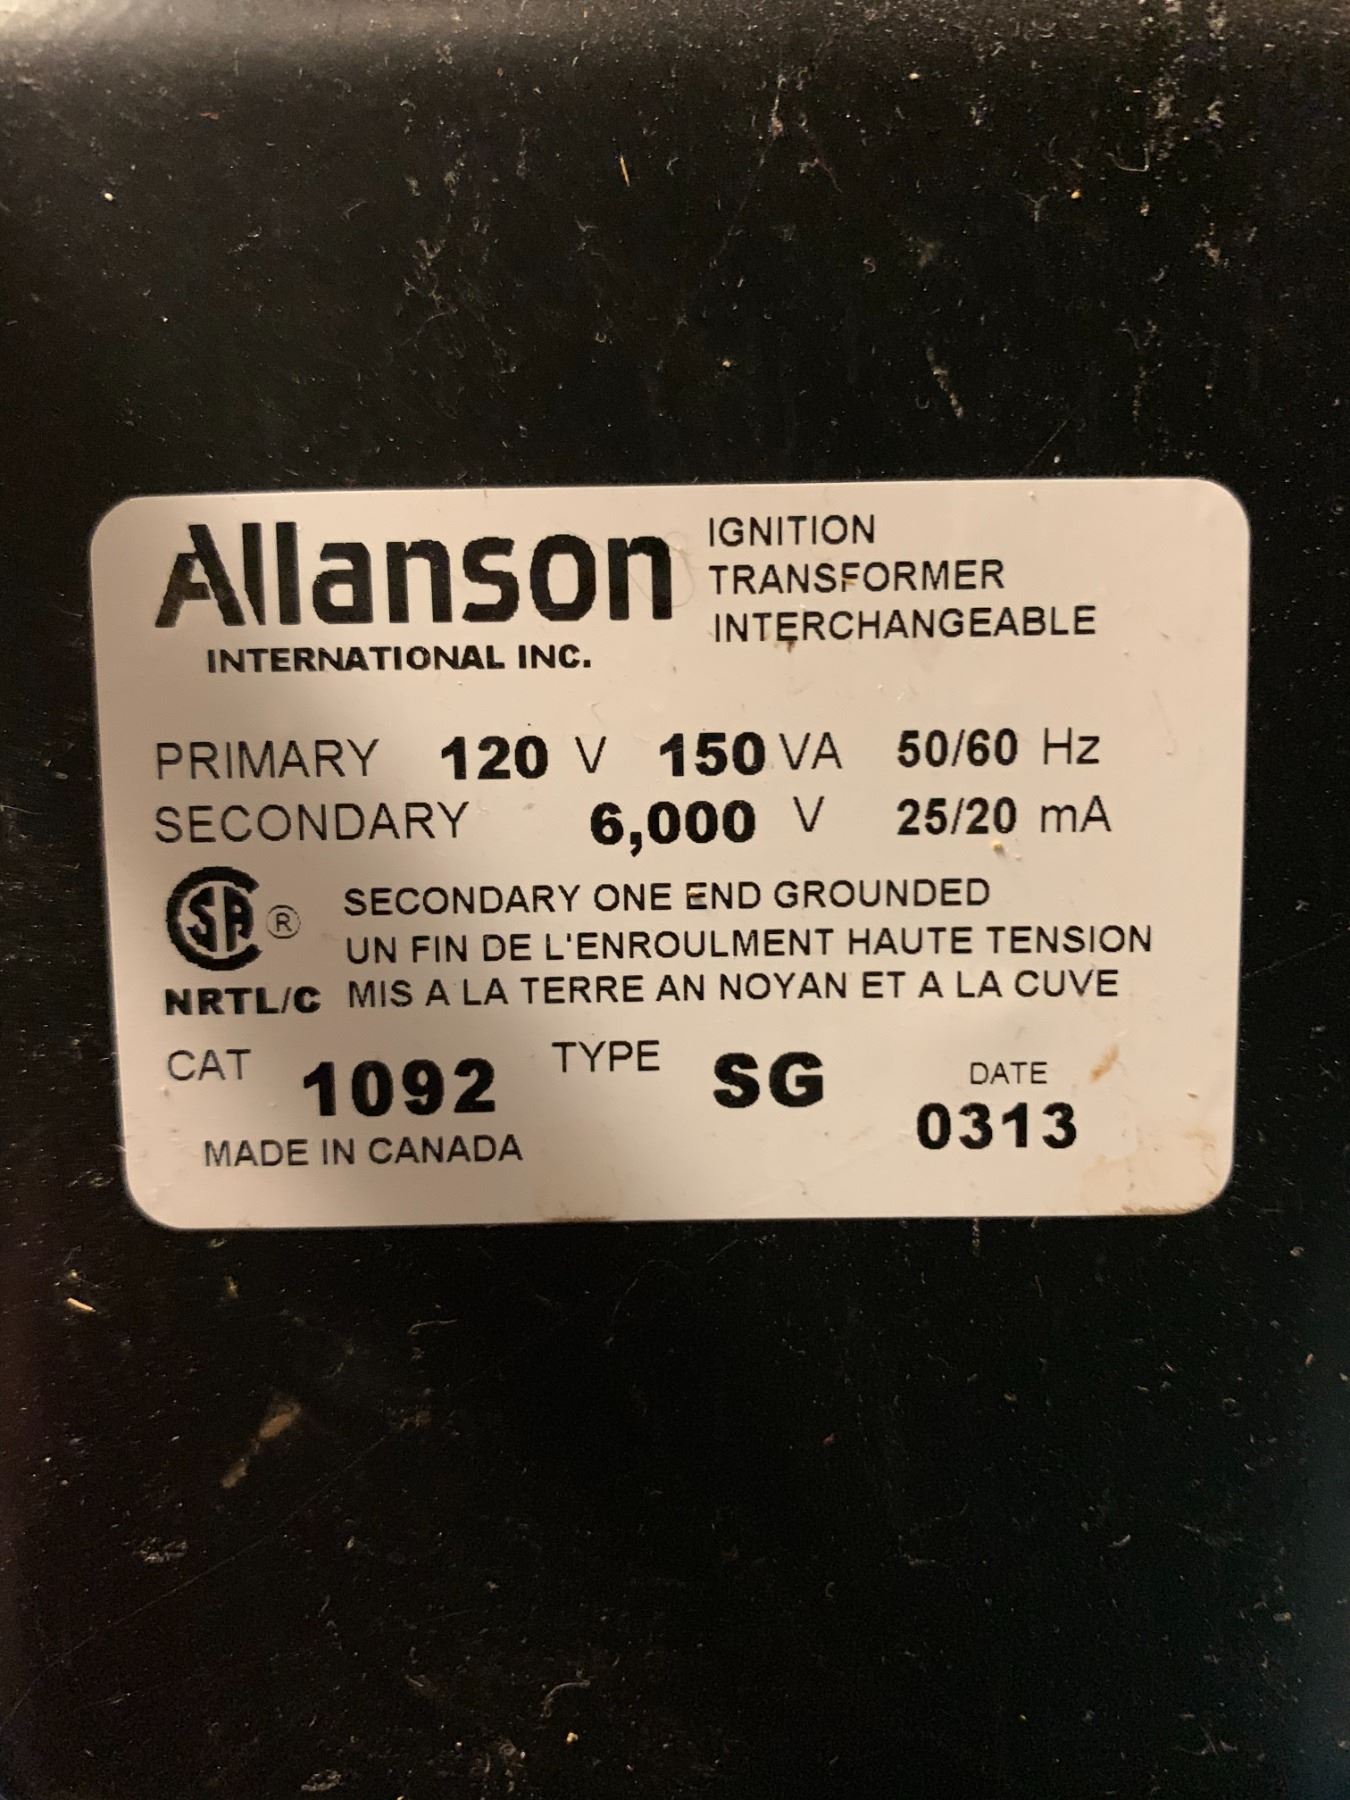 Allanson
INTERNATIONAL INC.
IGNITION
TRANSFORMER
INTERCHANGEABLE
PRIMARY 120 V 150 VA 50/60 Hz
SECONDARY 6,000 V 25/20 mA
SA ®
NRTL/C
SECONDARY ONE END GROUNDED
UN FIN DE L'ENROULMENT HAUTE TENSION
MIS A LA TERRE AN NOYAN ET A LA CUVE
CAT 1092 TYPE SG DATE 0313
MADE IN CANADA